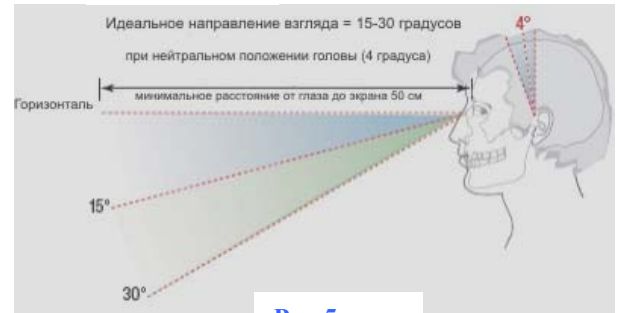 Идеальное направление взгляда = 15-30 градусов
4°
при нейтральном положении головы (4 градуса)
минимальное расстояние от глаза до экрана 50 см
Горизонталь
15°
30°